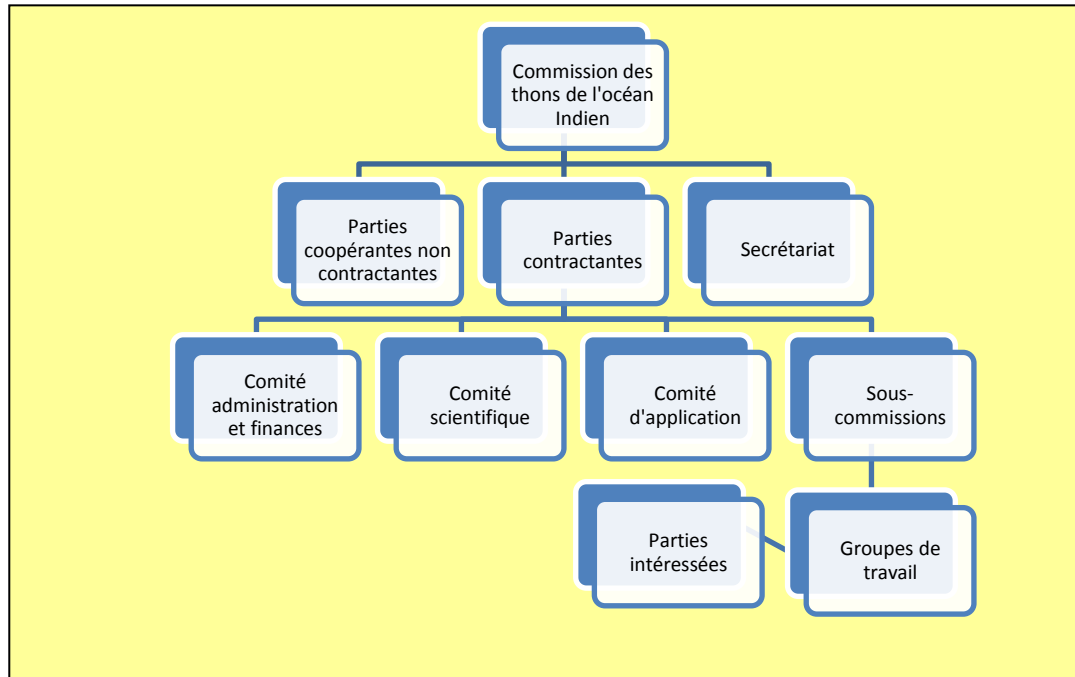 Commission des
thons de l'océan
Indien
Parties
coopérantes non
contractantes
Parties
contractantes
Secrétariat
Comité
administration
et finances
Comité
scientifique
Comité
d'application
Sous-
commissions
Parties
intéressées
Groupes de
travail